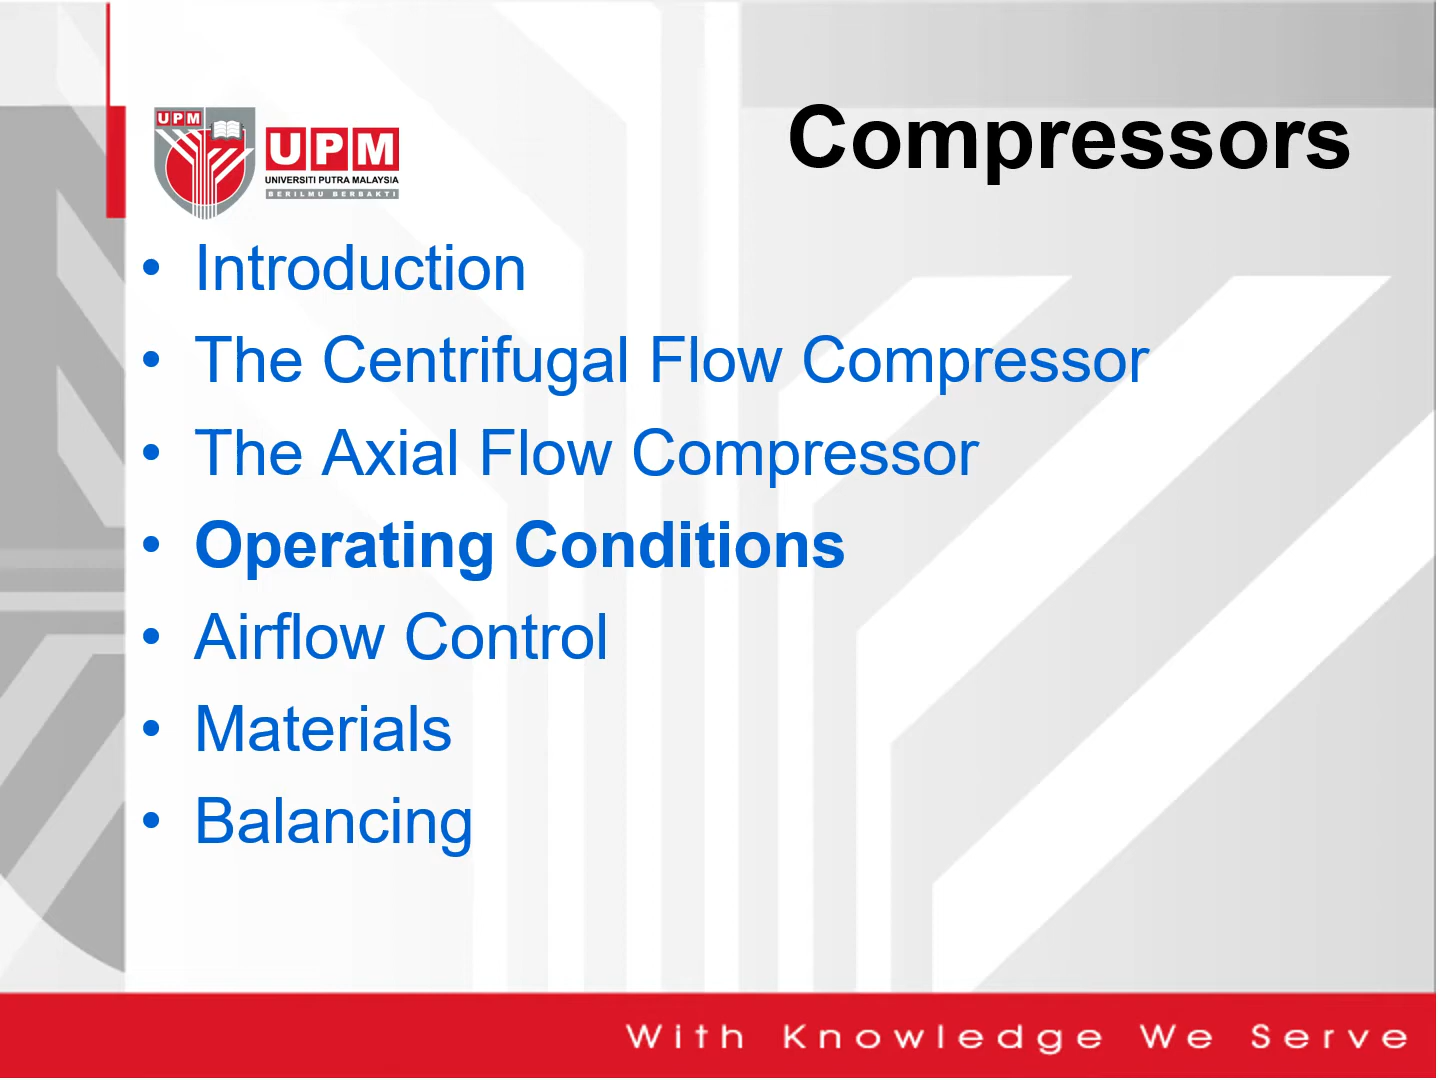 Compressors
UPM
UPM
UNIVERSITI PUTRA MALAYSIA
BERILMU BERBAKTI
• Introduction
• The Centrifugal Flow Compressor
• The Axial Flow Compressor
• Operating Conditions
• Airflow Control
• Materials
• Balancing
With Knowledge We Serve